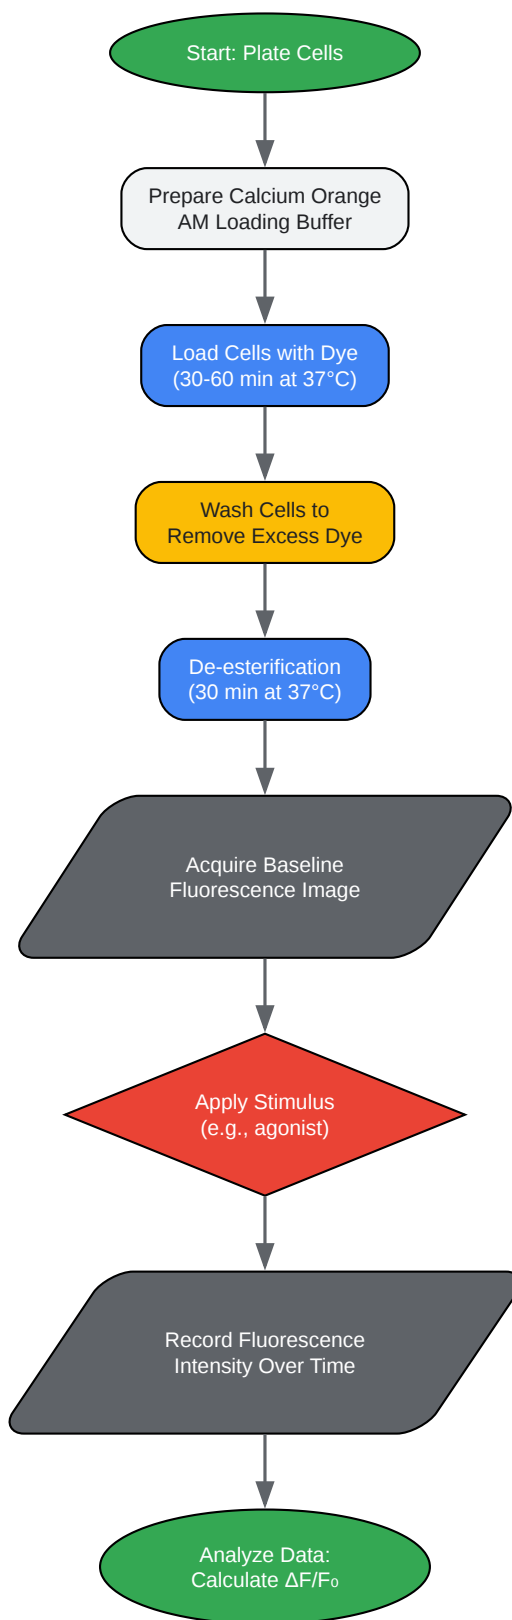 Start: Plate Cells
Prepare Calcium Orange
AM Loading Buffer
Load Cells with Dye
(30-60 min at 37°C)
Wash Cells to
Remove Excess Dye
De-esterification
(30 min at 37°C)
Acquire Baseline
Fluorescence Image
Apply Stimulus
(e.g., agonist)
Record Fluorescence
Intensity Over Time
Analyze Data:
Calculate ΔF/F₀